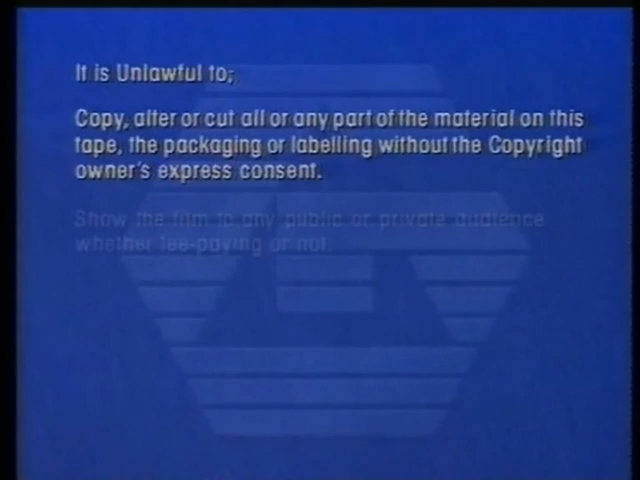 It is Unlawful to;
Copy, alter or cut all or any part of the material on this
tape, the packaging or labelling without the Copyright
owner's express consent.
Show the film to any public or private audience
whether fee-paying or not.